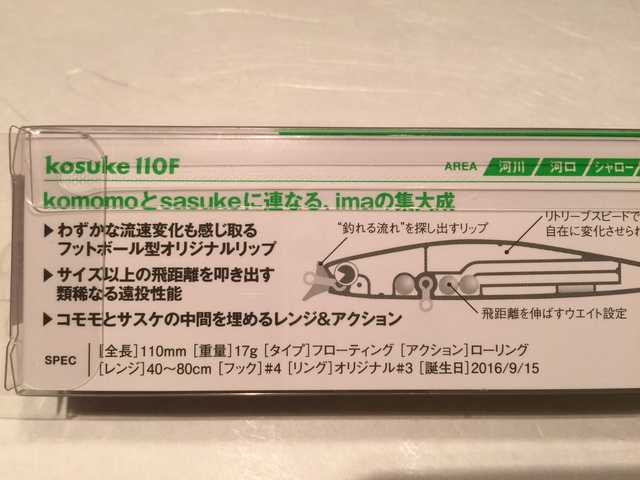 kosuke 110F
AREA 河川 河口 シャロー
komomoとsasukeに連なる、imaの集大成
▶わずかな流速変化も感じ取る
フットボール型オリジナルリップ
▶サイズ以上の飛距離を叩き出す
類稀なる遠投性能
▶コモモとサスケの中間を埋めるレンジ&アクション
"釣れる流れ"を探し出すリップ
リトリーブスピードで
自在に変化させられ
飛距離を伸ばすウエイト設定
SPEC
[全長]110mm [重量]17g [タイプ]フローティング [アクション]ローリング
[レンジ]40〜80cm [フック]#4 [リング]オリジナル#3 [誕生日]2016/9/15